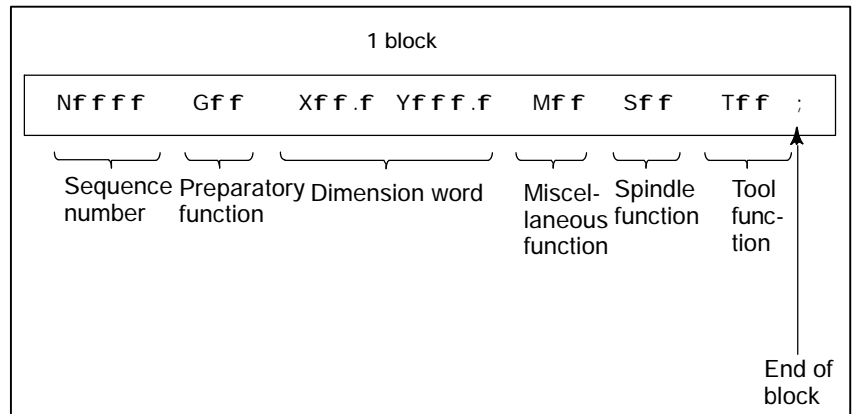 1 block
Nffff Gff Xff.f Yfff.f Mff Sff Tff ;
Sequence number
Preparatory function
Dimension word
Miscel-
laneous
function
Spindle
function
Tool
func-
tion
End of
block